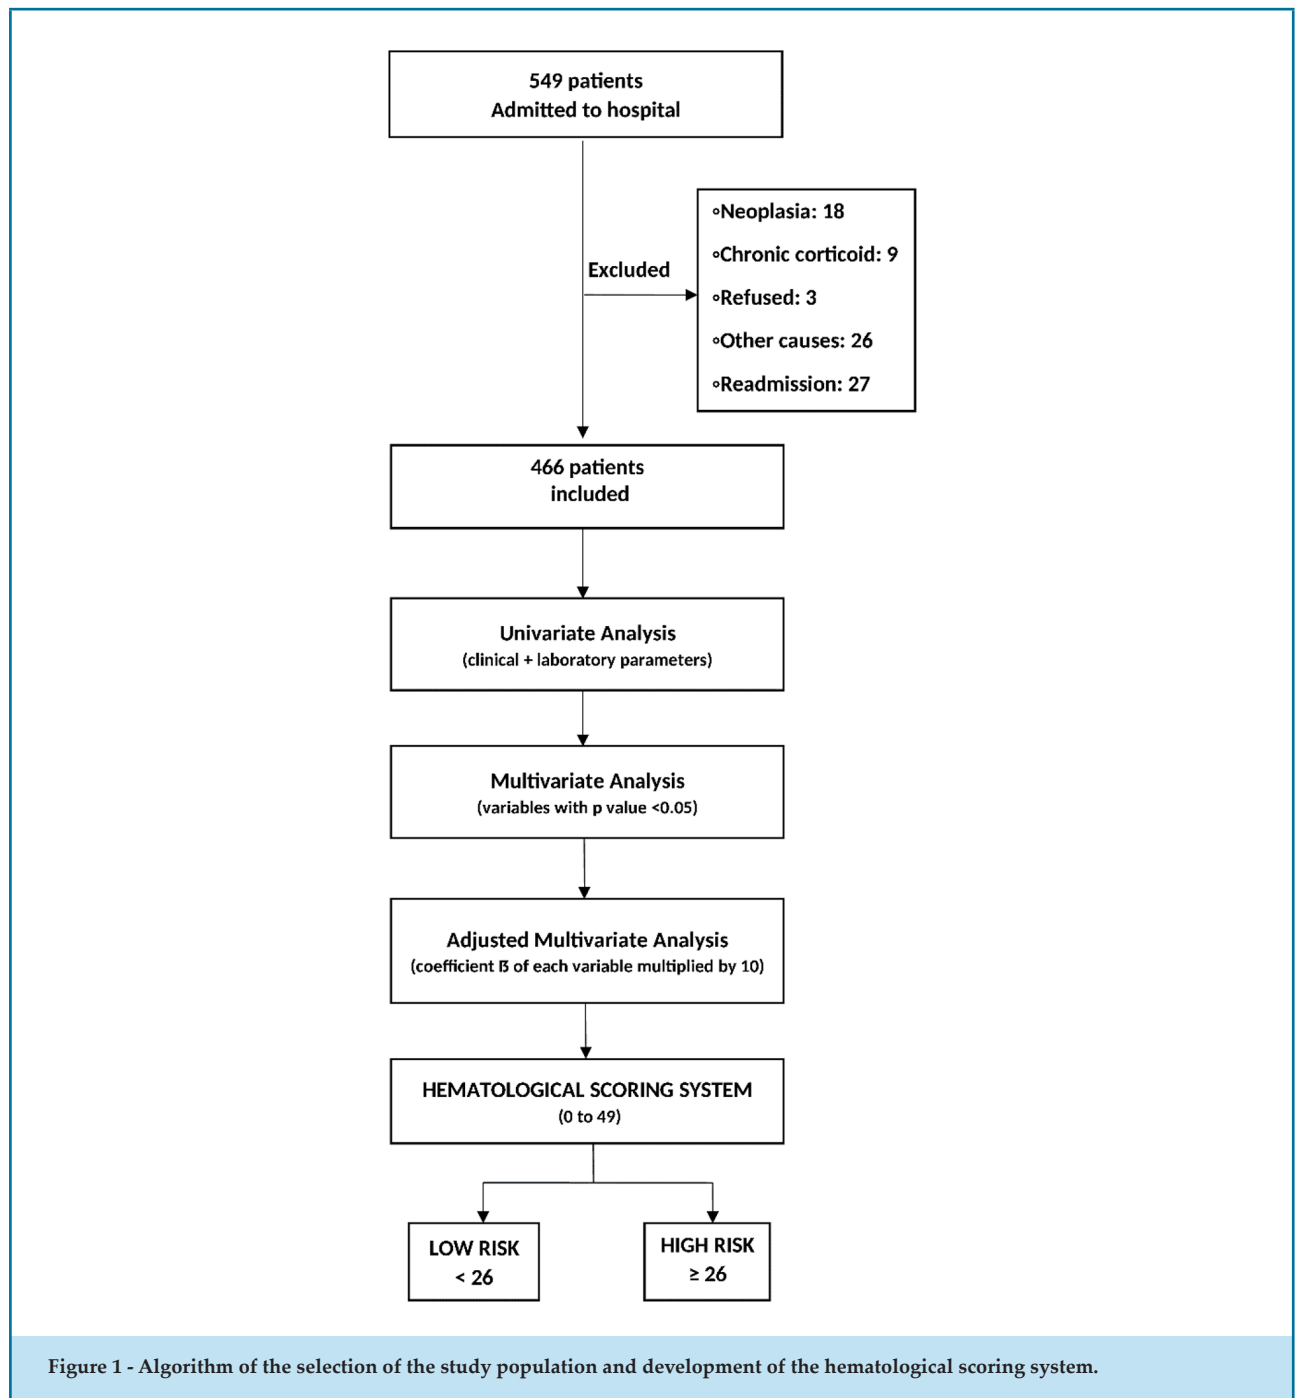 549 patients
Admitted to hospital
Excluded
∘Neoplasia: 18
∘Chronic corticoid: 9
∘Refused: 3
∘Other causes: 26
∘Readmission: 27
466 patients
included
Univariate Analysis
(clinical + laboratory parameters)
Multivariate Analysis
(variables with p value <0.05)
Adjusted Multivariate Analysis
(coefficient ẞ of each variable multiplied by 10)
HEMATOLOGICAL SCORING SYSTEM
(0 to 49)
LOW RISK
< 26
HIGH RISK
≥ 26
Figure 1 - Algorithm of the selection of the study population and development of the hematological scoring system.